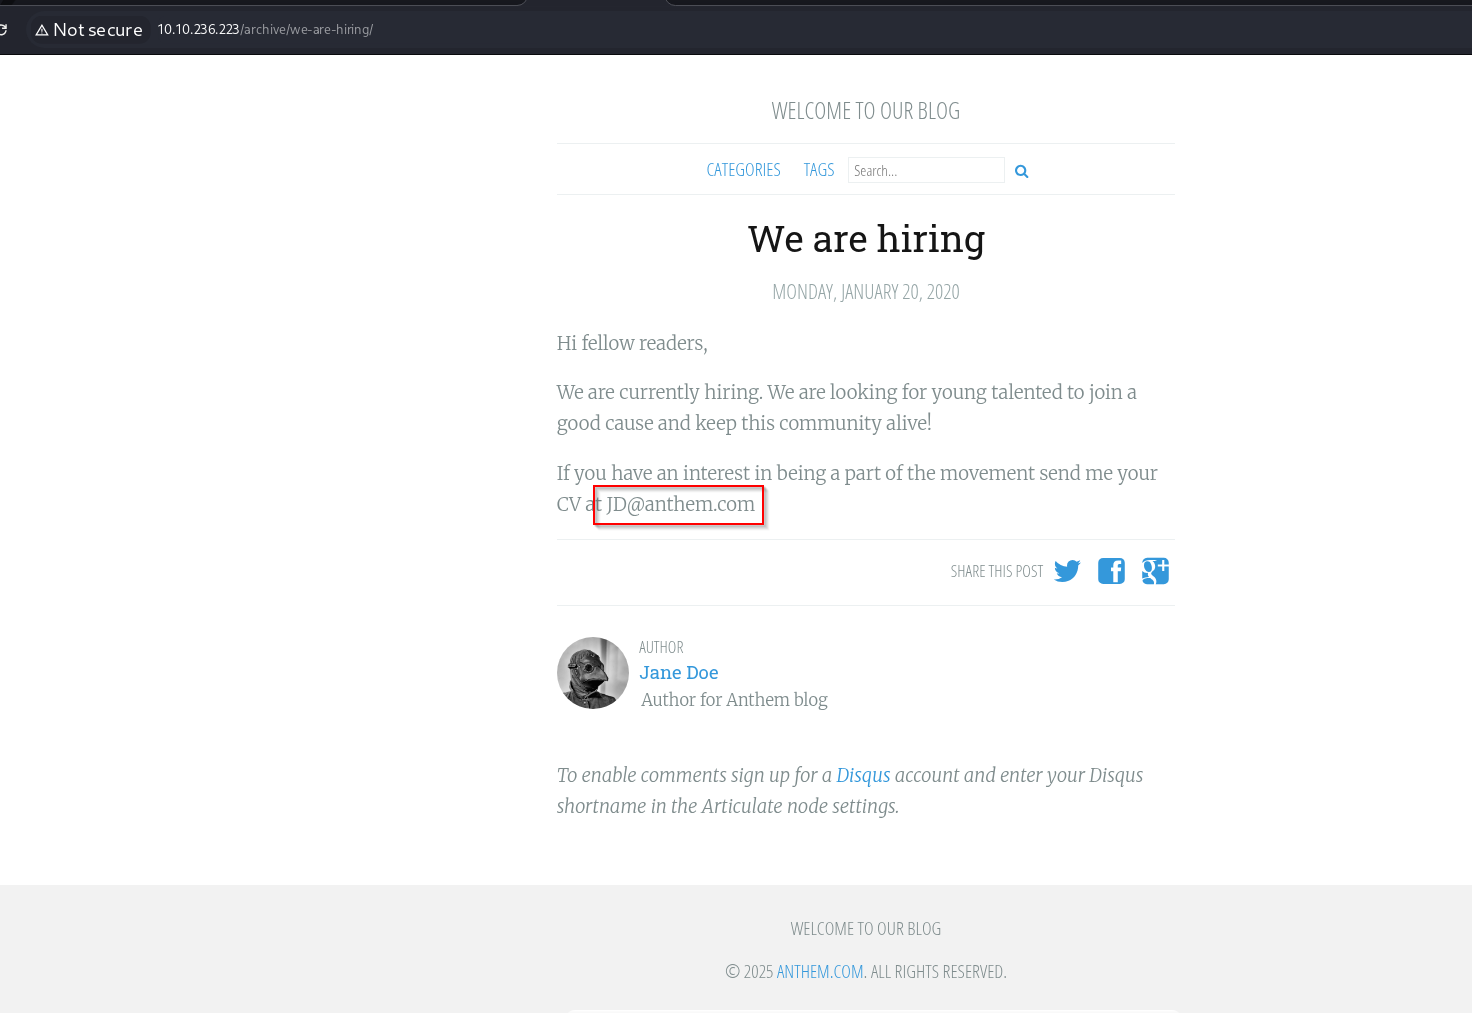 Not secure 10.10.236.223/archive/we-are-hiring/
WELCOME TO OUR BLOG
CATEGORIES TAGS Search...
We are hiring
MONDAY, JANUARY 20, 2020
Hi fellow readers,
We are currently hiring. We are looking for young talented to join a
good cause and keep this community alive!
If you have an interest in being a part of the movement send me your
CV at JD@anthem.com
SHARE THIS POST
AUTHOR
Jane Doe
Author for Anthem blog
To enable comments sign up for a Disqus account and enter your Disqus
shortname in the Articulate node settings.
WELCOME TO OUR BLOG
© 2025 ANTHEM.COM. ALL RIGHTS RESERVED.